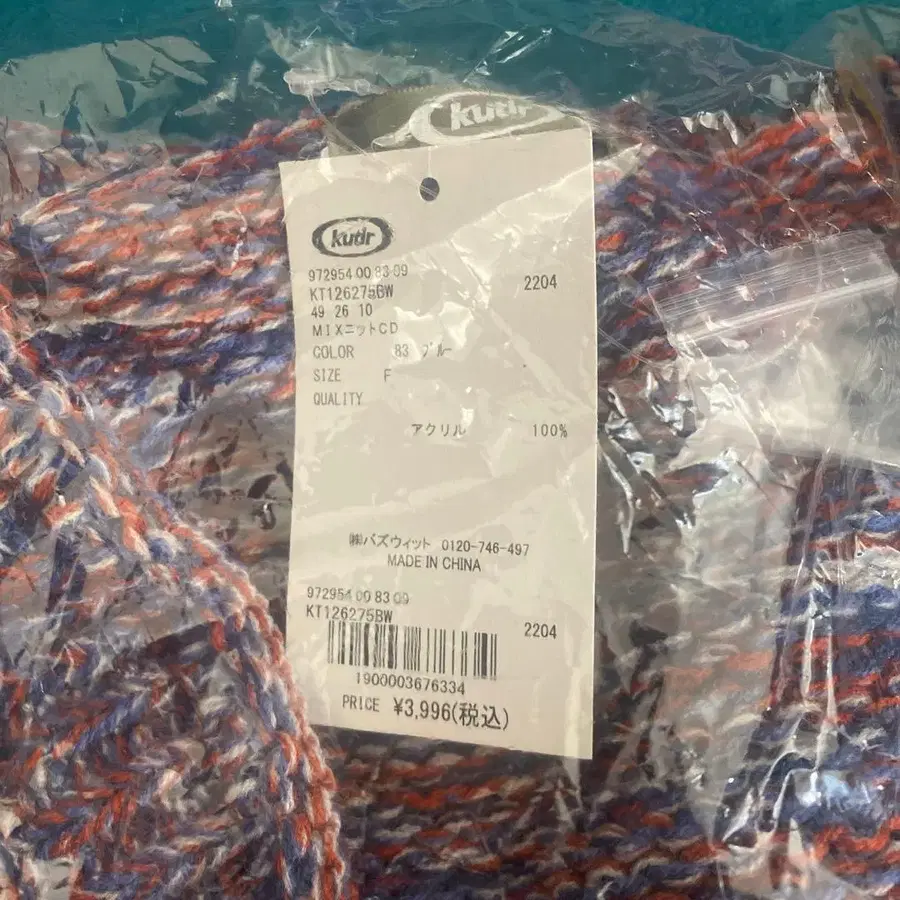 kutir
kutir
972954 00 83 09
KT126275BW
2204
49 26 10
MIXニットCD
COLOR 83 ブルー
SIZE F
QUALITY
アクリル 100%
㈱バズウィット 0120-746-497
MADE IN CHINA
972954 00 83 09
KT126275BW
2204
1900003676334
PRICE ¥3,996(税込)